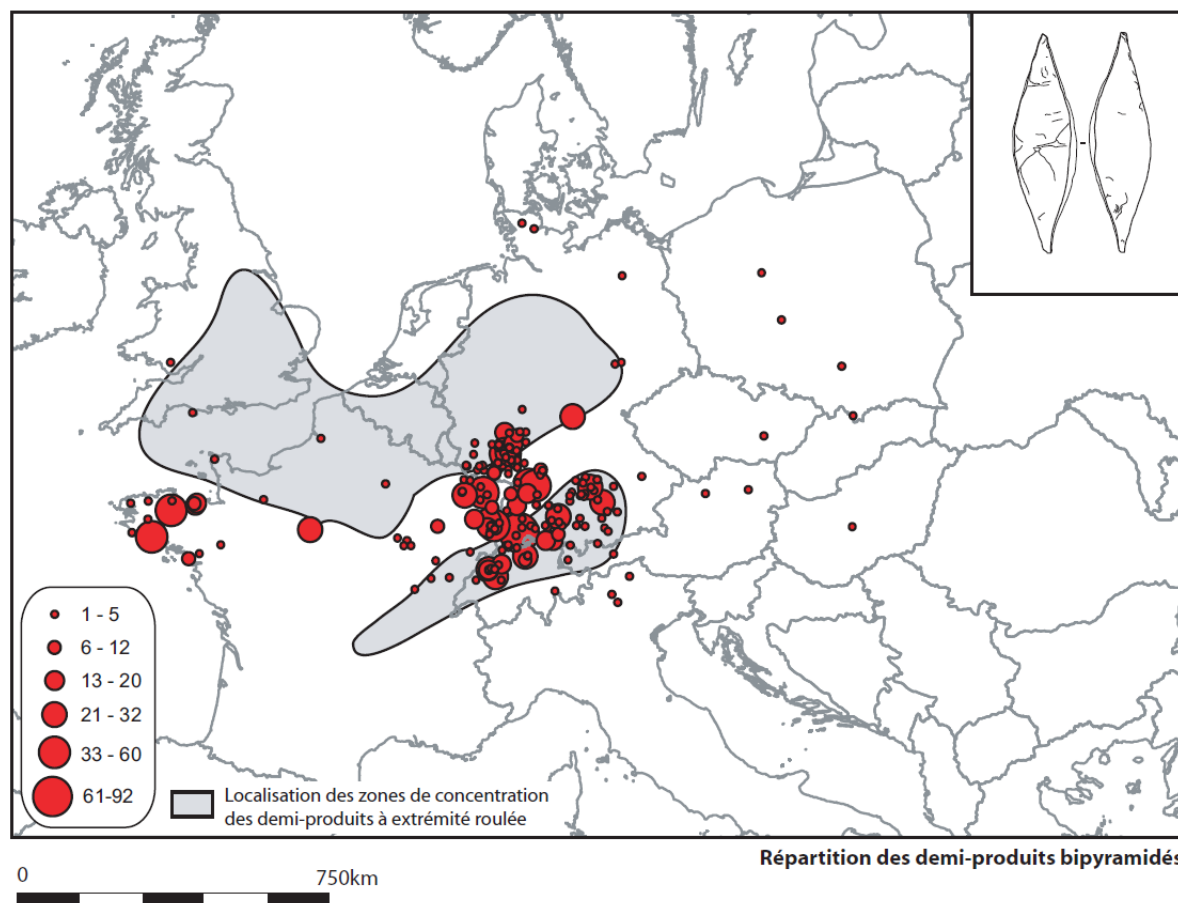 1 - 5
6 - 12
13 - 20
21 - 32
33 - 60
61-92
Localisation des zones de concentration
des demi-produits à extrémité roulée
Répartition des demi-produits bipyramidés
0 750km